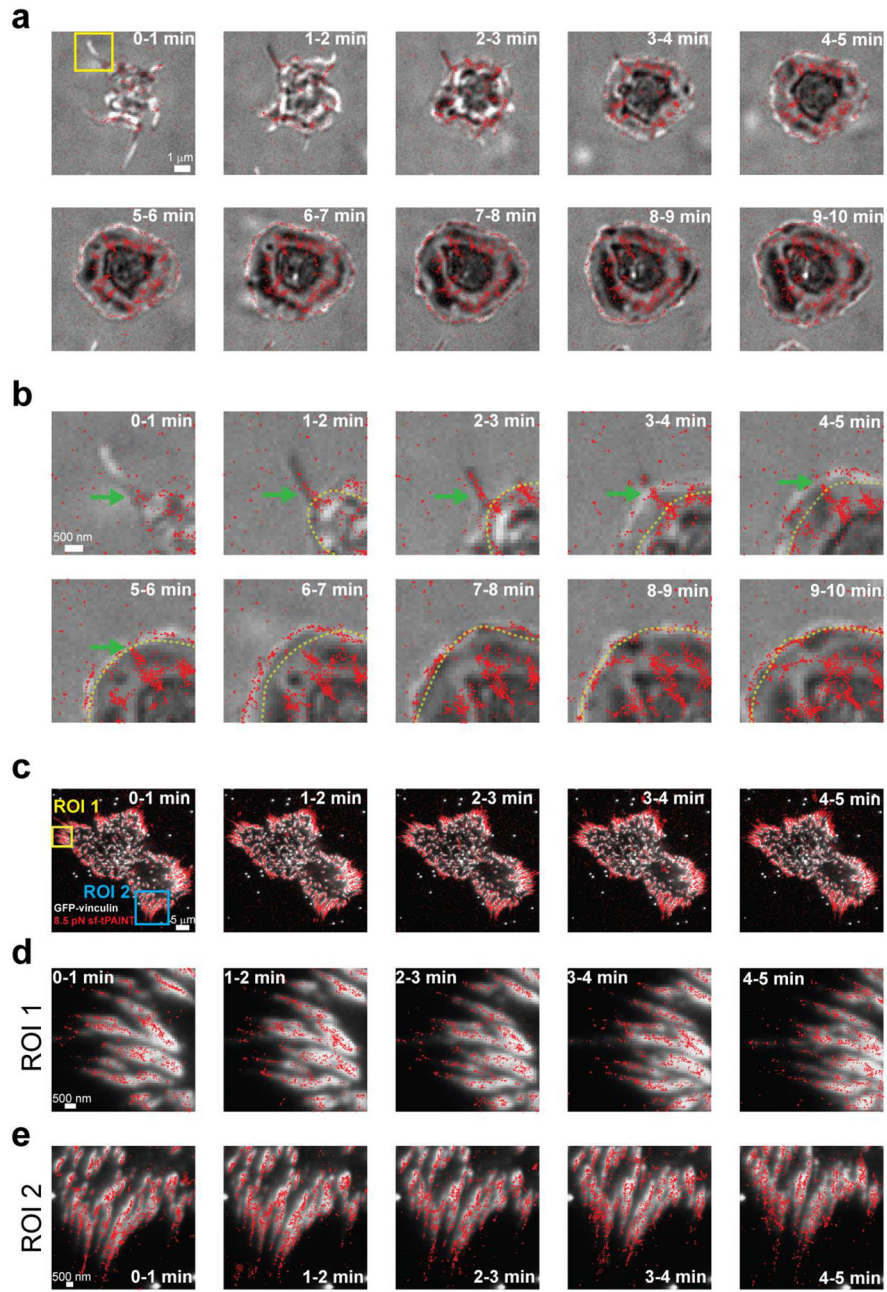 a
0-1 min
1-2 min
2-3 min
3-4 min
4-5 min
1 μm
5-6 min
6-7 min
7-8 min
8-9 min
9-10 min
b
0-1 min
1-2 min
2-3 min
3-4 min
4-5 min
500 nm
5-6 min
6-7 min
7-8 min
8-9 min
9-10 min
c
ROI 1
0-1 min
1-2 min
2-3 min
3-4 min
4-5 min
ROI 2
GFP-vinculin
8.5 pN sf-tPAINT
5 μm
d
ROI 1
0-1 min
1-2 min
2-3 min
3-4 min
4-5 min
500 nm
e
ROI 2
500 nm
0-1 min
1-2 min
2-3 min
3-4 min
4-5 min